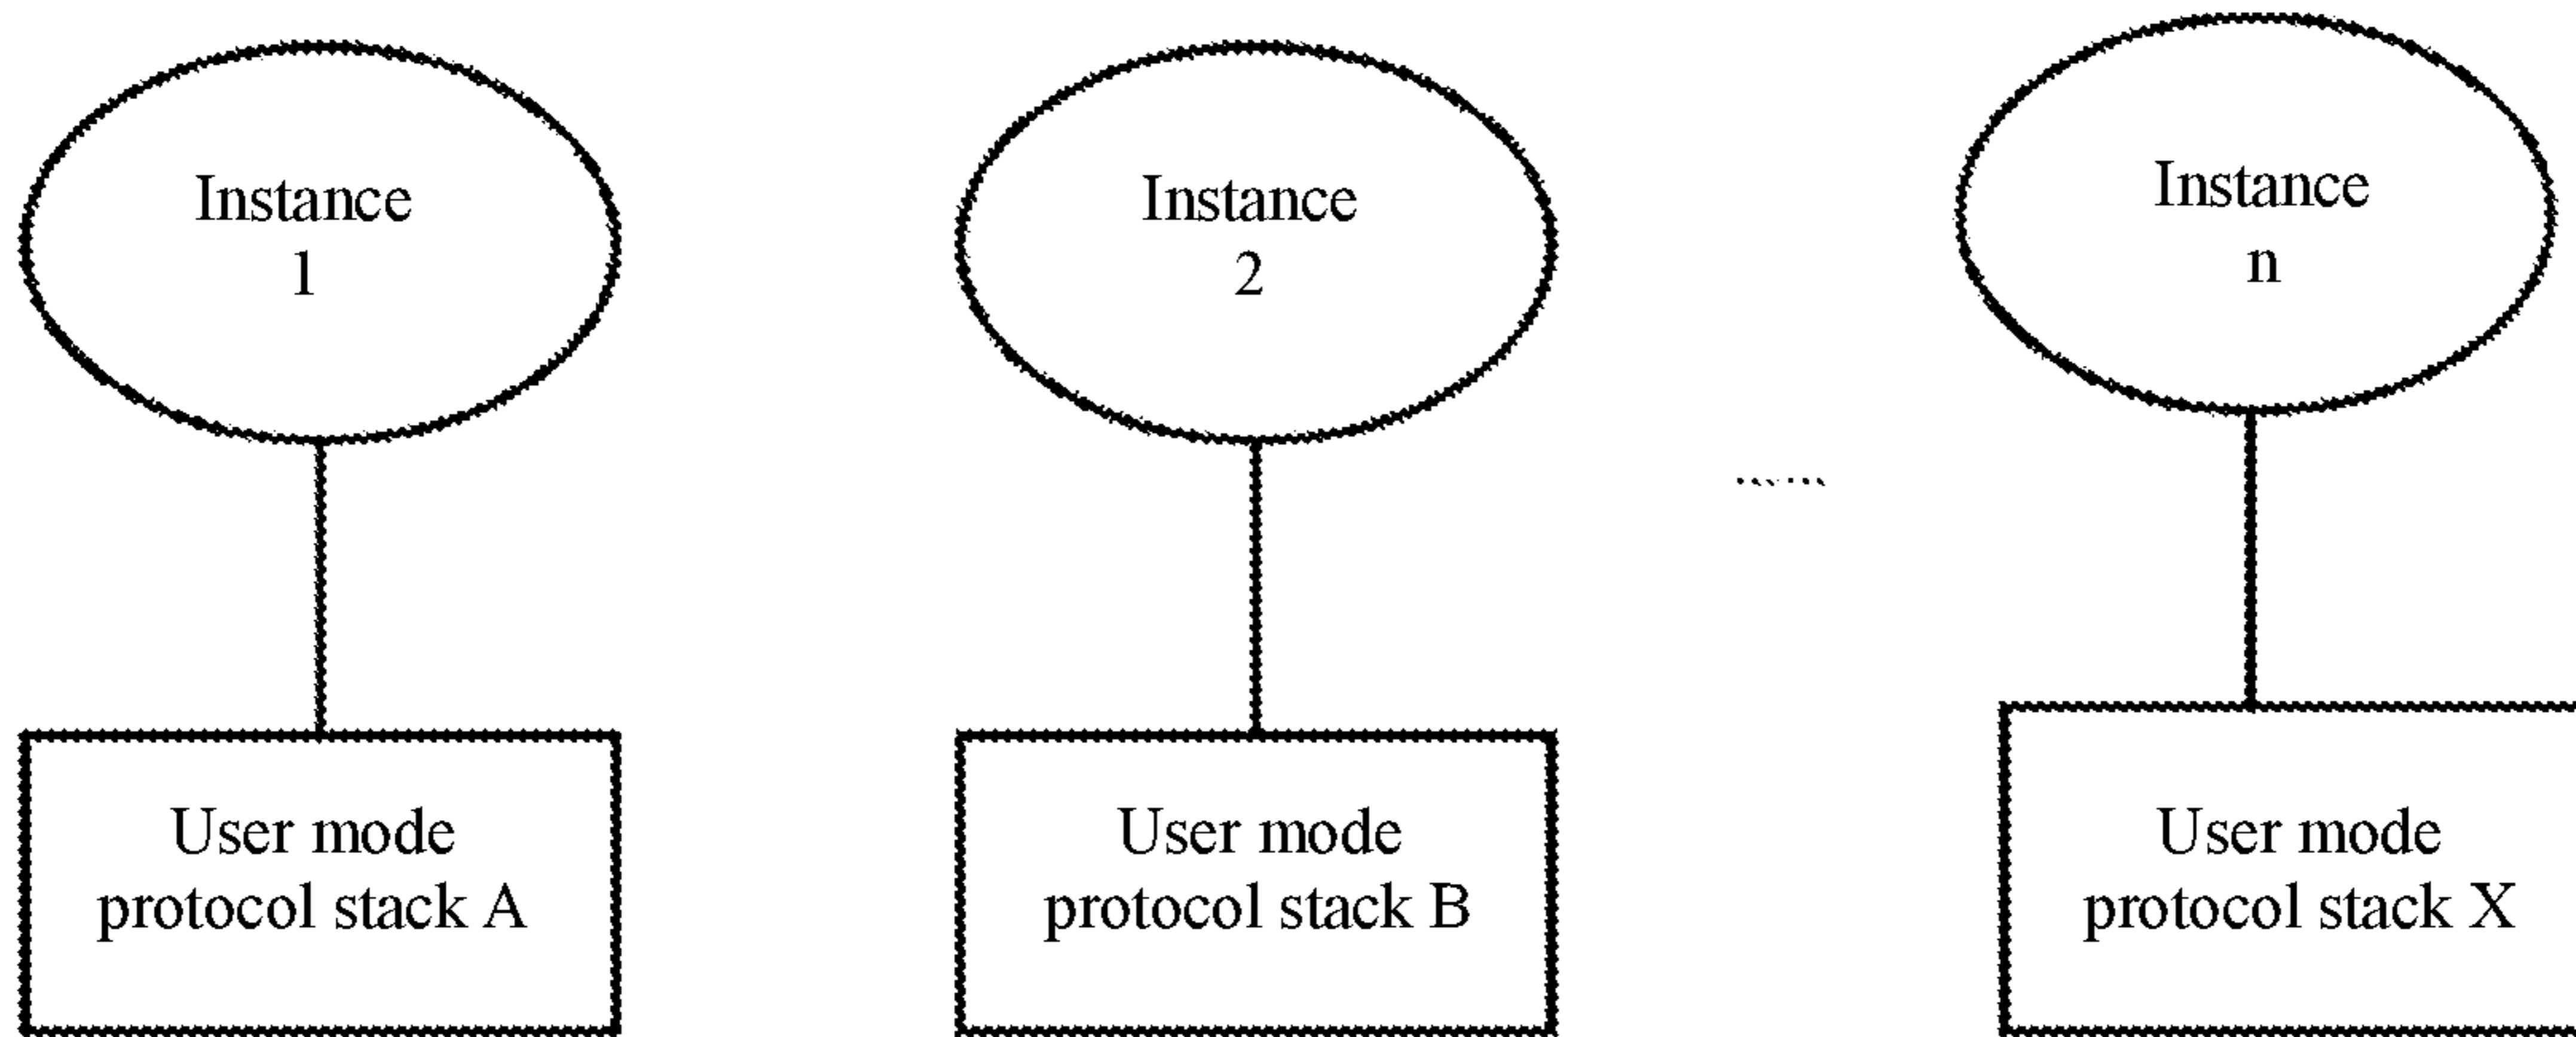 Instance
1
Instance
2
Instance
n
......
User mode
protocol stack A
User mode
protocol stack B
User mode
protocol stack X